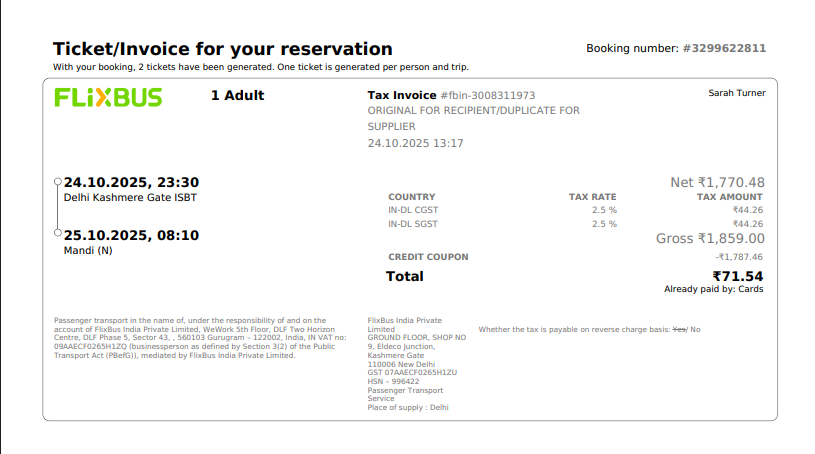 Ticket/Invoice for your reservation
Booking number: #3299622811
With your booking, 2 tickets have been generated. One ticket is generated per person and trip.
FLiXBUS
1 Adult
Tax Invoice #fbin-3008311973
ORIGINAL FOR RECIPIENT/DUPLICATE FOR
SUPPLIER
24.10.2025 13:17
Sarah Turner
24.10.2025, 23:30
Delhi Kashmere Gate ISBT
25.10.2025, 08:10
Mandi (N)
Net ₹1,770.48
COUNTRY TAX RATE TAX AMOUNT
IN-DL CGST 2.5 % ₹44.26
IN-DL SGST 2.5 % ₹44.26
Gross ₹1,859.00
CREDIT COUPON -₹1,787.46
Total ₹71.54
Already paid by: Cards
Passenger transport in the name of, under the responsibility of and on the
account of FlixBus India Private Limited, WeWork 5th Floor, DLF Two Horizon
Centre, DLF Phase 5, Sector 43, , 560103 Gurugram – 122002, India, IN VAT no:
09AAECF0265H1ZQ (businessperson as defined by Section 3(2) of the Public
Transport Act (PBefG)), mediated by FlixBus India Private Limited.
FlixBus India Private
Limited
GROUND FLOOR, SHOP NO
9, Eldeco Junction,
Kashmere Gate
110006 New Delhi
GST 07AAECF0265H1ZU
HSN – 996422
Passenger Transport
Service
Place of supply : Delhi
Whether the tax is payable on reverse charge basis: Yes/ No